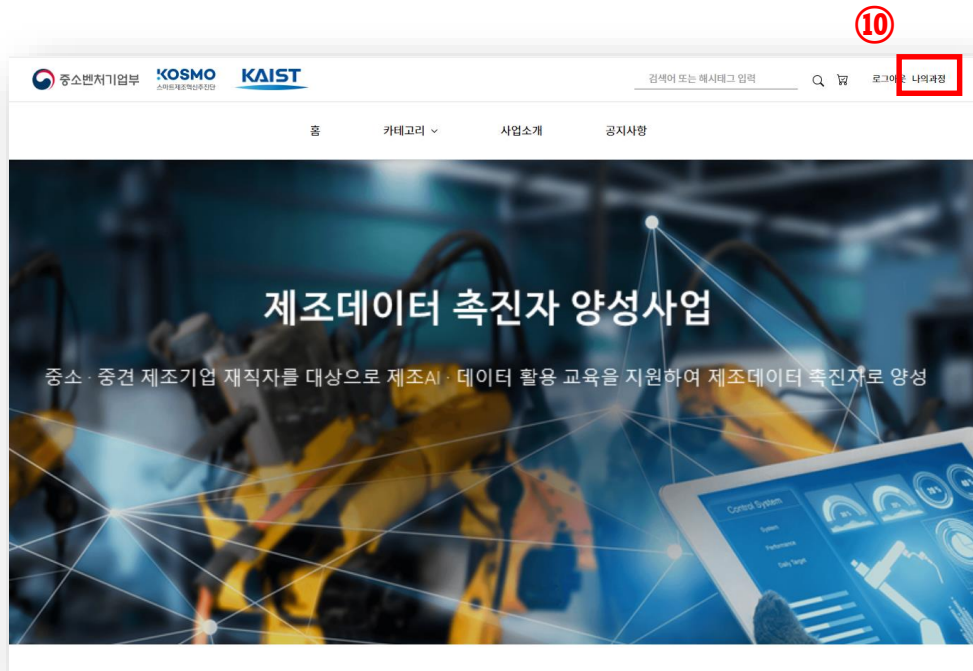 ⑩
중소벤처기업부 KOSMO 스마트제조혁신추진단 KAIST 검색어 또는 해시태그 입력 로그아웃 나의과정
홈 카테고리 사업소개 공지사항
제조데이터 촉진자 양성사업
중소 · 중견 제조기업 재직자를 대상으로 제조AI · 데이터 활용 교육을 지원하여 제조데이터 촉진자로 양성
Control System
System
Performance
Daily Target